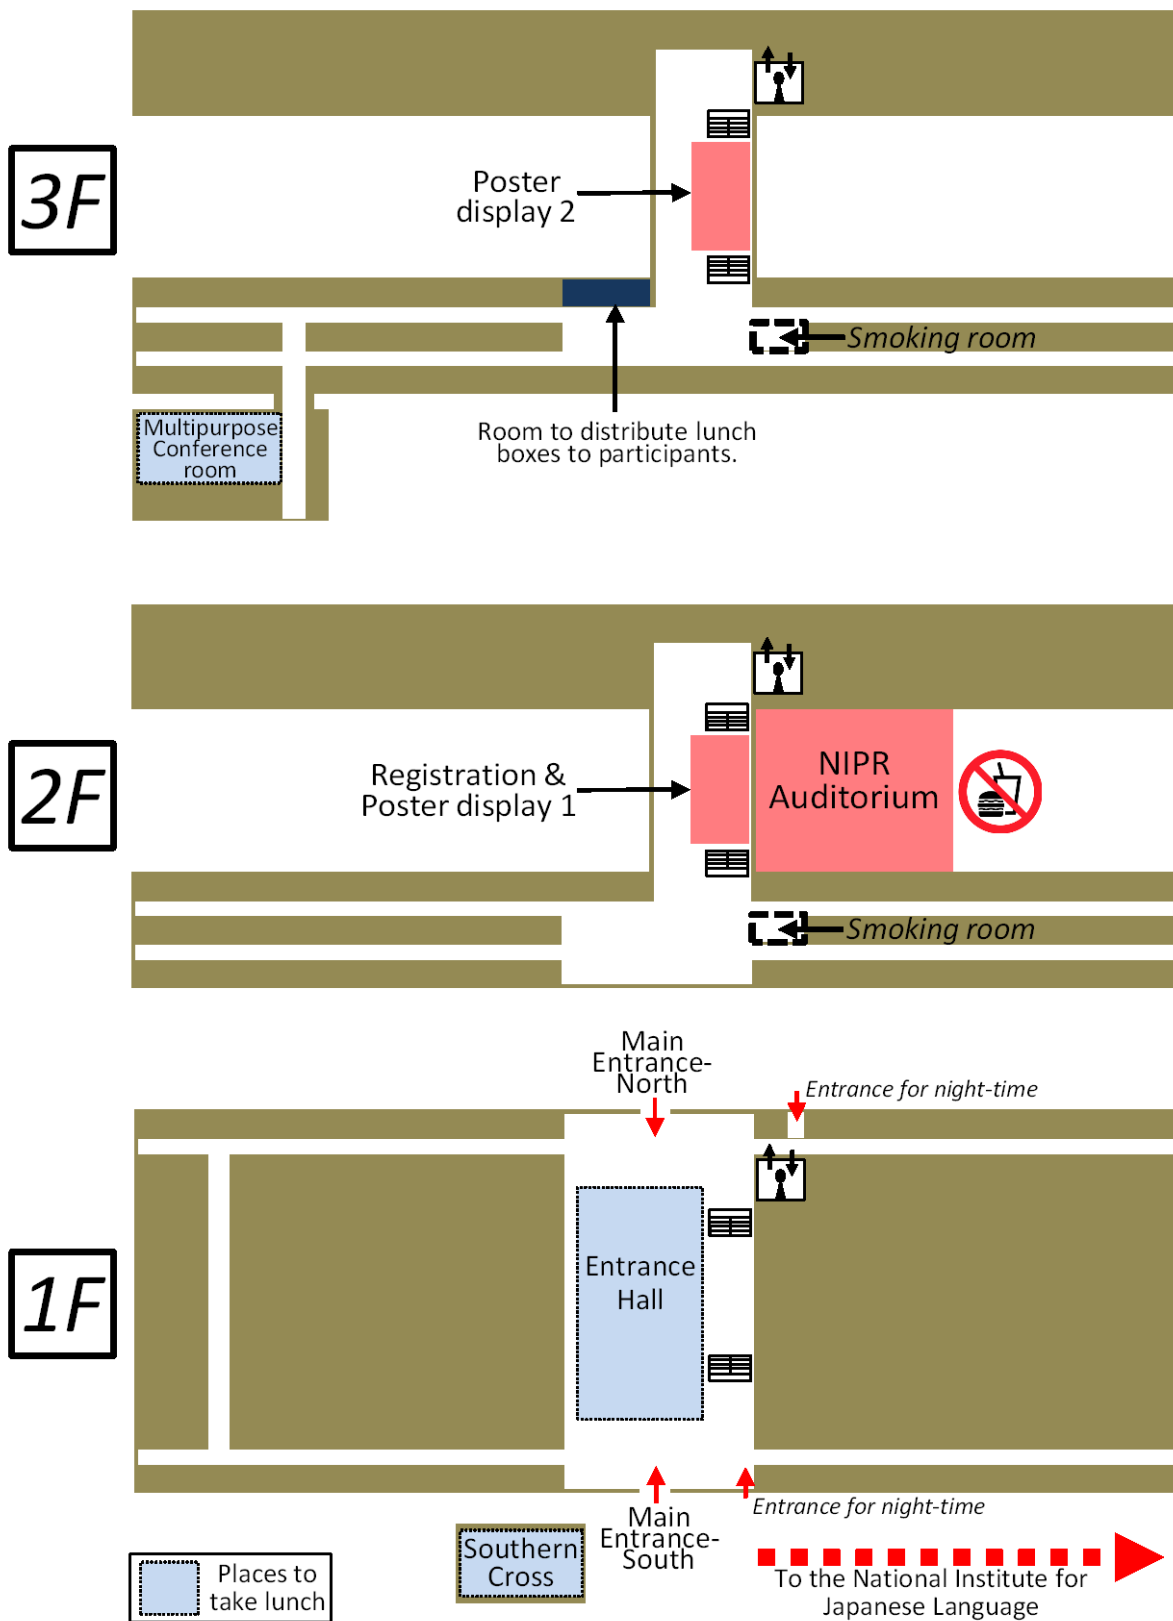 3F
Poster
display 2
Smoking room
Multipurpose
Conference
room
Room to distribute lunch
boxes to participants.
2F
Registration &
Poster display 1
NIPR
Auditorium
Smoking room
Main
Entrance-
North
Entrance for night-time
1F
Entrance
Hall
Entrance for night-time
Main
Entrance-
South
Southern
Cross
Places to
take lunch
To the National Institute for
Japanese Language